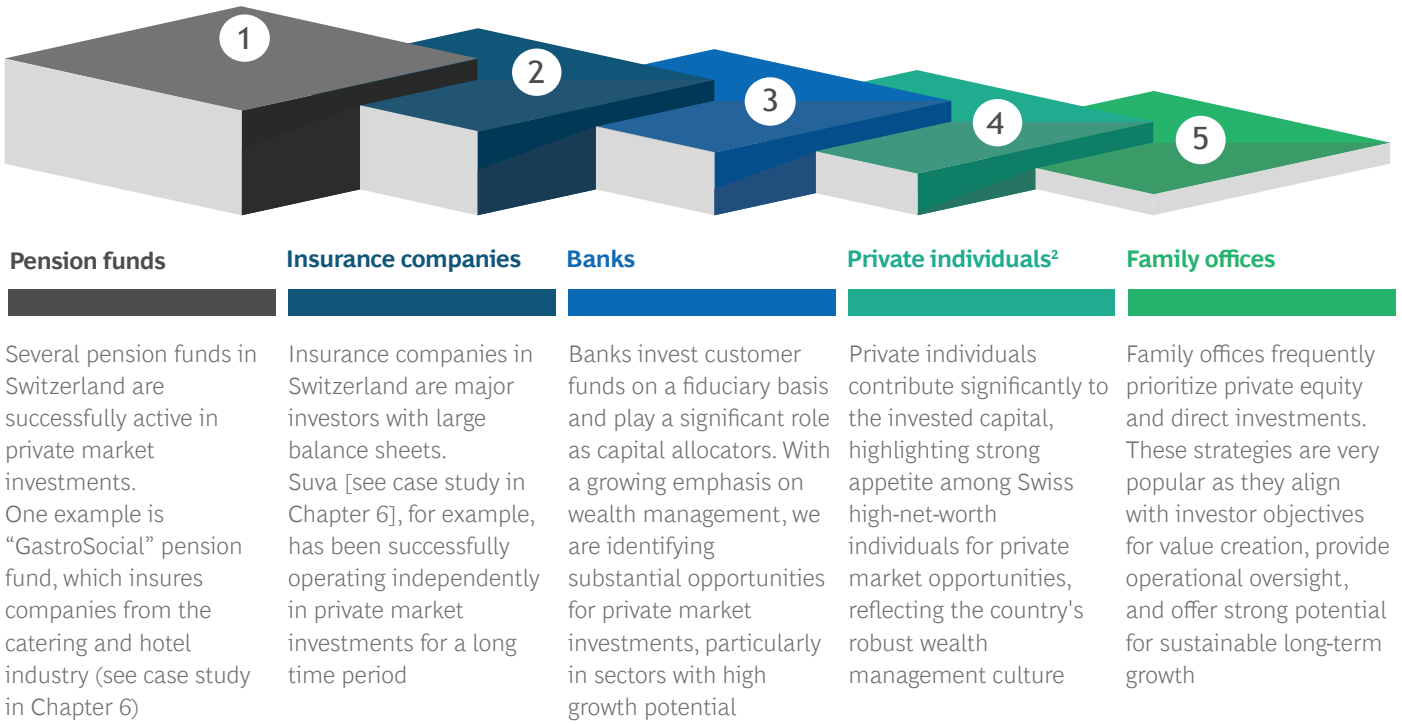 1
2
3
4
5
Pension funds
Several pension funds in
Switzerland are
successfully active in
private market
investments.
One example is
“GastroSocial” pension
fund, which insures
companies from the
catering and hotel
industry (see case study
in Chapter 6)
Insurance companies
Insurance companies in
Switzerland are major
investors with large
balance sheets.
Suva [see case study in
Chapter 6], for example,
has been successfully
operating independently
in private market
investments for a long
time period
Banks
Banks invest customer
funds on a fiduciary basis
and play a significant role
as capital allocators. With
a growing emphasis on
wealth management, we
are identifying
substantial opportunities
for private market
investments, particularly
in sectors with high
growth potential
Private individuals²
Private individuals
contribute significantly to
the invested capital,
highlighting strong
appetite among Swiss
high-net-worth
individuals for private
market opportunities,
reflecting the country's
robust wealth
management culture
Family offices
Family offices frequently
prioritize private equity
and direct investments.
These strategies are very
popular as they align
with investor objectives
for value creation, provide
operational oversight,
and offer strong potential
for sustainable long-term
growth